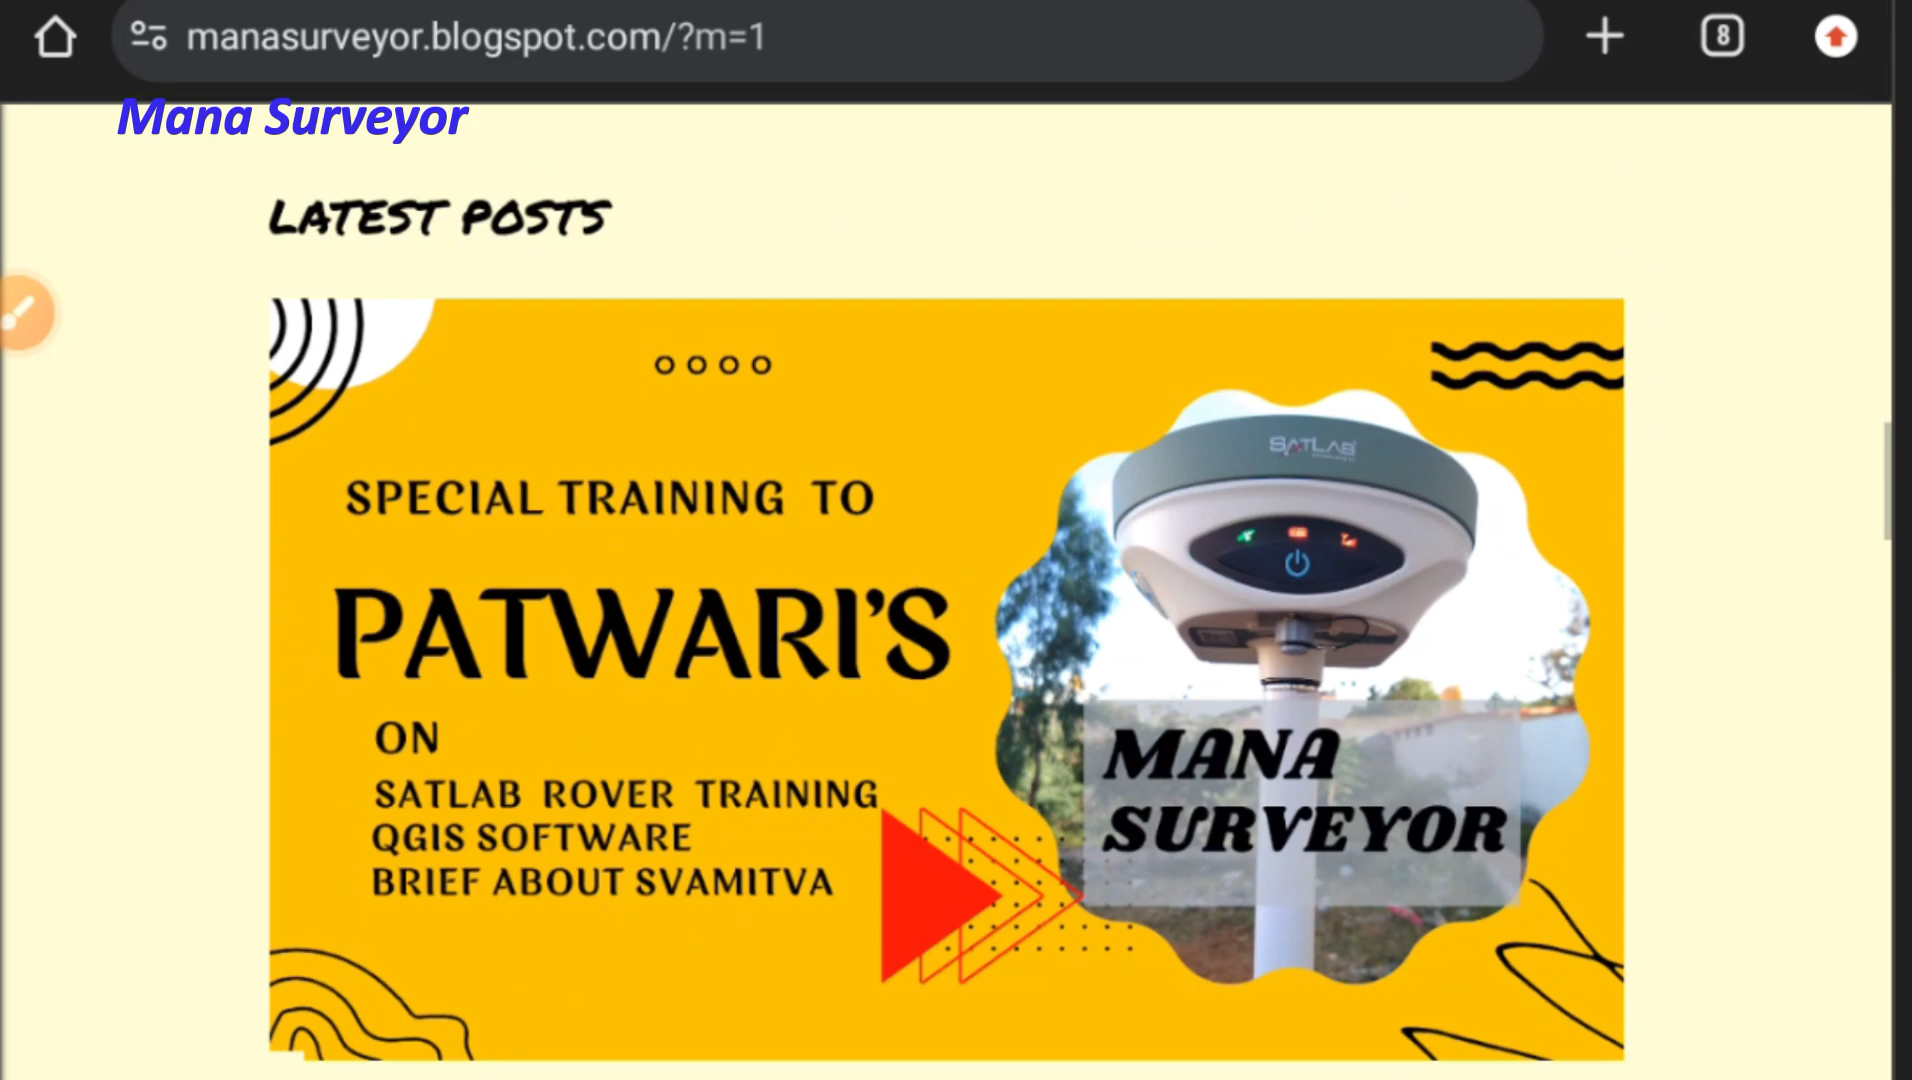 manasurveyor.blogspot.com/?m=1
8
Mana Surveyor
LATEST POSTS
SPECIAL TRAINING TO
PATWARI'S
ON
SATLAB ROVER TRAINING
QGIS SOFTWARE
BRIEF ABOUT SVAMITVA
SATLAB
MANA
SURVEYOR